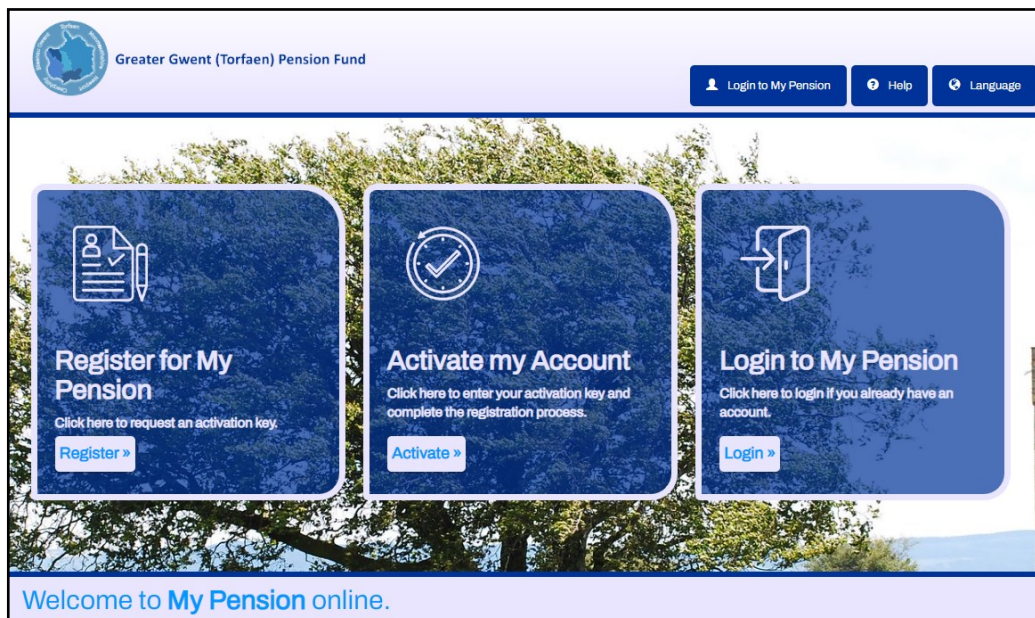 Greater Gwent (Torfaen) Pension Fund
Login to My Pension
Help
Language
Register for My
Pension
Click here to request an activation key.
Register »
Activate my Account
Click here to enter your activation key and
complete the registration process.
Activate »
Login to My Pension
Click here to login if you already have an
account.
Login »
Welcome to My Pension online.